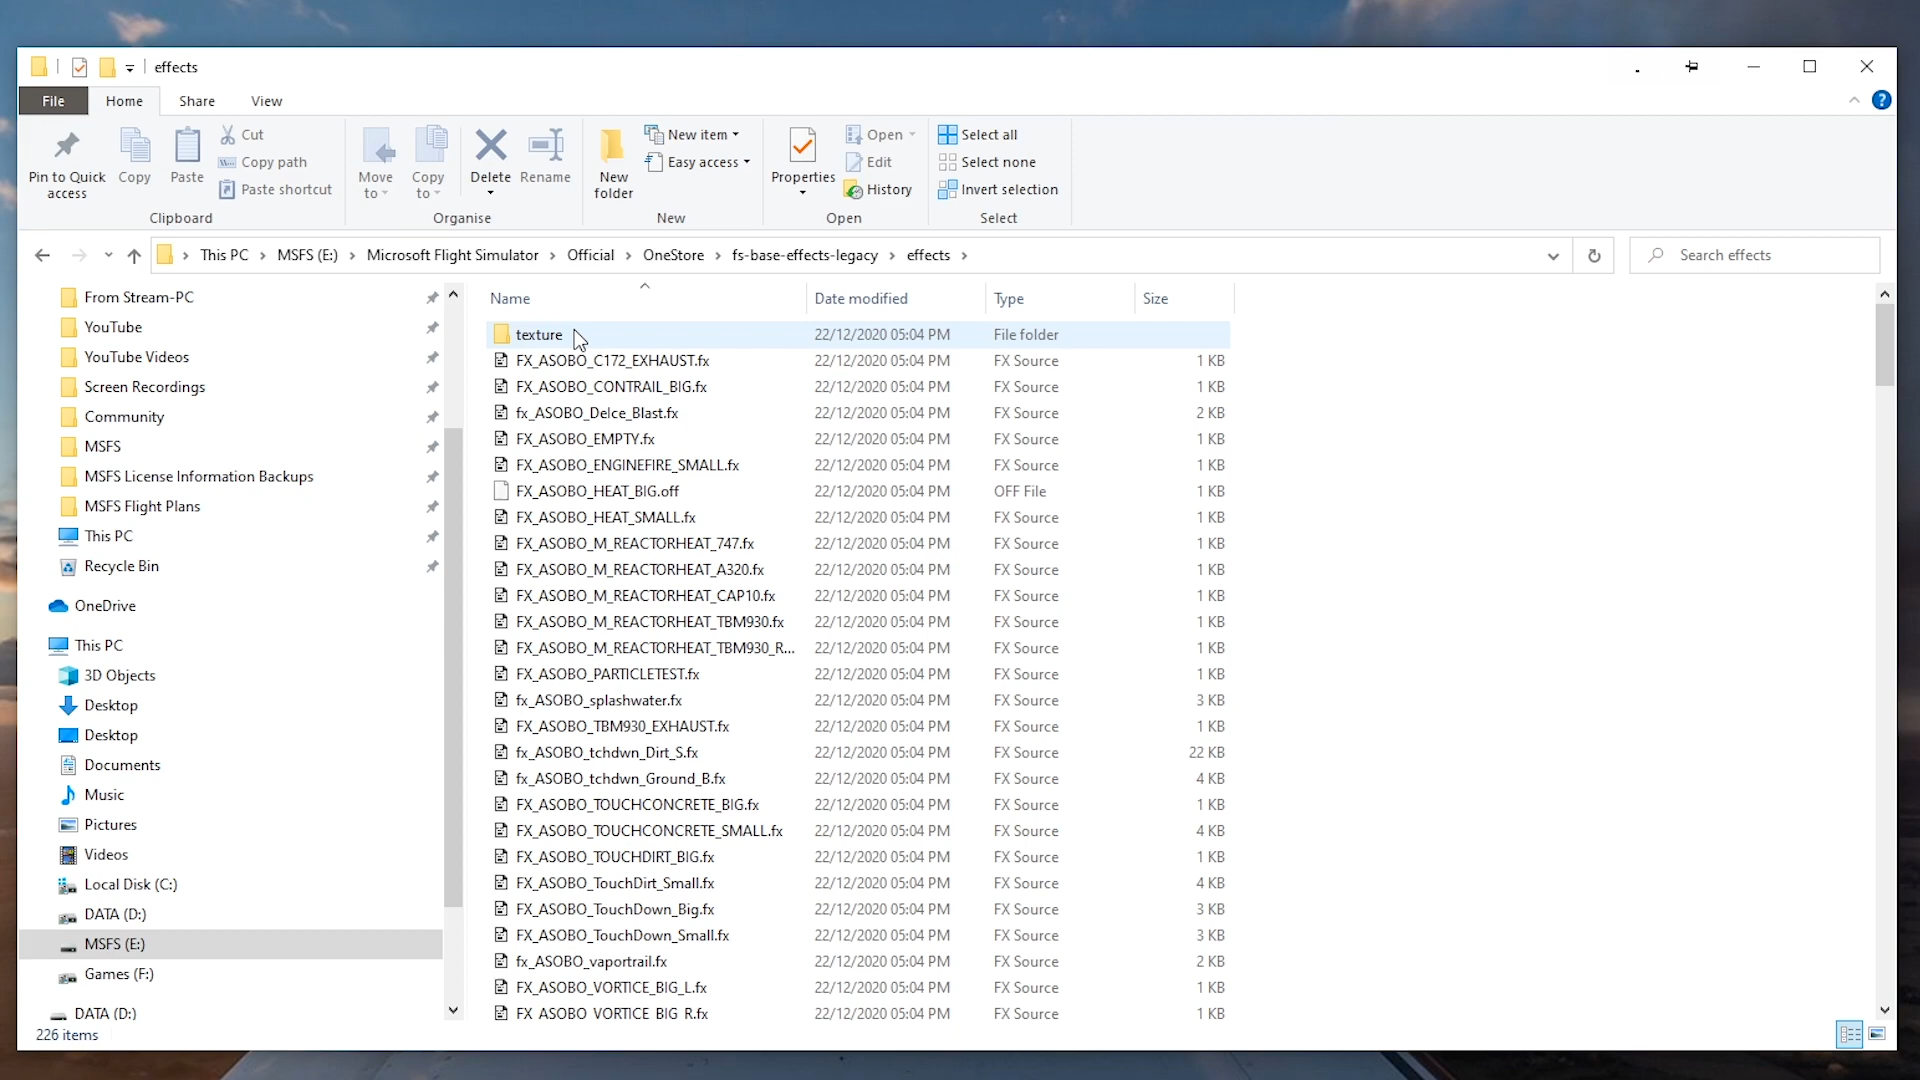 effects
File
Home
Share
View
Pin to Quick access
Copy
Paste
Cut
Copy path
Paste shortcut
Clipboard
Move to
Copy to
Delete
Rename
Organise
New folder
New item
Easy access
New
Properties
Open
Edit
History
Open
Select all
Select none
Invert selection
Select
This PC > MSFS (E:) > Microsoft Flight Simulator > Official > OneStore > fs-base-effects-legacy > effects >
Search effects
From Stream-PC
YouTube
YouTube Videos
Screen Recordings
Community
MSFS
MSFS License Information Backups
MSFS Flight Plans
This PC
Recycle Bin
OneDrive
This PC
3D Objects
Desktop
Desktop
Documents
Music
Pictures
Videos
Local Disk (C:)
DATA (D:)
MSFS (E:)
Games (F:)
DATA (D:)
Name Date modified Type Size
texture 22/12/2020 05:04 PM File folder
FX_ASOBO_C172_EXHAUST.fx 22/12/2020 05:04 PM FX Source 1 KB
FX_ASOBO_CONTRAIL_BIG.fx 22/12/2020 05:04 PM FX Source 1 KB
fx_ASOBO_DeIce_Blast.fx 22/12/2020 05:04 PM FX Source 2 KB
FX_ASOBO_EMPTY.fx 22/12/2020 05:04 PM FX Source 1 KB
FX_ASOBO_ENGINEFIRE_SMALL.fx 22/12/2020 05:04 PM FX Source 1 KB
FX_ASOBO_HEAT_BIG.off 22/12/2020 05:04 PM OFF File 1 KB
FX_ASOBO_HEAT_SMALL.fx 22/12/2020 05:04 PM FX Source 1 KB
FX_ASOBO_M_REACTORHEAT_747.fx 22/12/2020 05:04 PM FX Source 1 KB
FX_ASOBO_M_REACTORHEAT_A320.fx 22/12/2020 05:04 PM FX Source 1 KB
FX_ASOBO_M_REACTORHEAT_CAP10.fx 22/12/2020 05:04 PM FX Source 1 KB
FX_ASOBO_M_REACTORHEAT_TBM930.fx 22/12/2020 05:04 PM FX Source 1 KB
FX_ASOBO_M_REACTORHEAT_TBM930_R... 22/12/2020 05:04 PM FX Source 1 KB
FX_ASOBO_PARTICLETEST.fx 22/12/2020 05:04 PM FX Source 1 KB
fx_ASOBO_splashwater.fx 22/12/2020 05:04 PM FX Source 3 KB
FX_ASOBO_TBM930_EXHAUST.fx 22/12/2020 05:04 PM FX Source 1 KB
fx_ASOBO_tchdwn_Dirt_S.fx 22/12/2020 05:04 PM FX Source 22 KB
fx_ASOBO_tchdwn_Ground_B.fx 22/12/2020 05:04 PM FX Source 4 KB
FX_ASOBO_TOUCHCONCRETE_BIG.fx 22/12/2020 05:04 PM FX Source 1 KB
FX_ASOBO_TOUCHCONCRETE_SMALL.fx 22/12/2020 05:04 PM FX Source 4 KB
FX_ASOBO_TOUCHDIRT_BIG.fx 22/12/2020 05:04 PM FX Source 1 KB
FX_ASOBO_TouchDirt_Small.fx 22/12/2020 05:04 PM FX Source 4 KB
FX_ASOBO_TouchDown_Big.fx 22/12/2020 05:04 PM FX Source 3 KB
FX_ASOBO_TouchDown_Small.fx 22/12/2020 05:04 PM FX Source 3 KB
fx_ASOBO_vaportrail.fx 22/12/2020 05:04 PM FX Source 2 KB
FX_ASOBO_VORTICE_BIG_L.fx 22/12/2020 05:04 PM FX Source 1 KB
FX_ASOBO_VORTICE_BIG_R.fx 22/12/2020 05:04 PM FX Source 1 KB
226 items